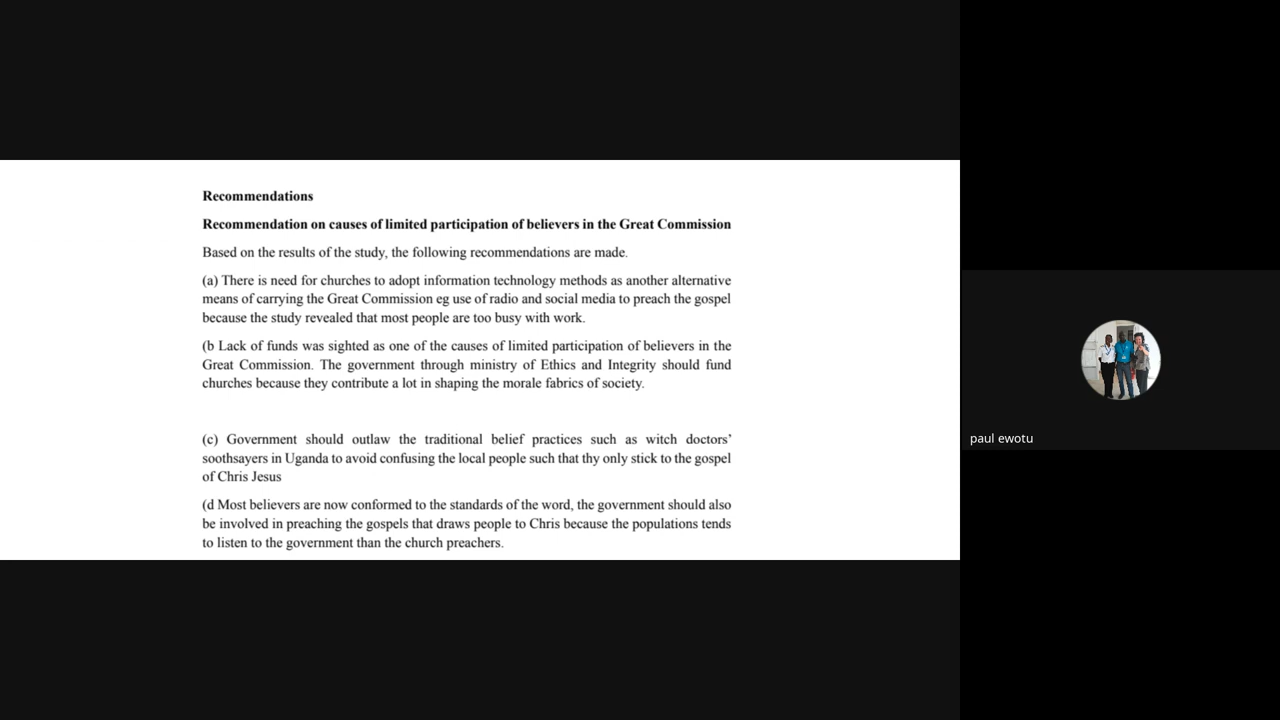 Recommendations
Recommendation on causes of limited participation of believers in the Great Commission
Based on the results of the study, the following recommendations are made.
(a) There is need for churches to adopt information technology methods as another alternative
means of carrying the Great Commission eg use of radio and social media to preach the gospel
because the study revealed that most people are too busy with work.
(b Lack of funds was sighted as one of the causes of limited participation of believers in the
Great Commission. The government through ministry of Ethics and Integrity should fund
churches because they contribute a lot in shaping the morale fabrics of society.
(c) Government should outlaw the traditional belief practices such as witch doctors’
soothsayers in Uganda to avoid confusing the local people such that thy only stick to the gospel
of Chris Jesus
(d Most believers are now conformed to the standards of the word, the government should also
be involved in preaching the gospels that draws people to Chris because the populations tends
to listen to the government than the church preachers.
paul ewotu